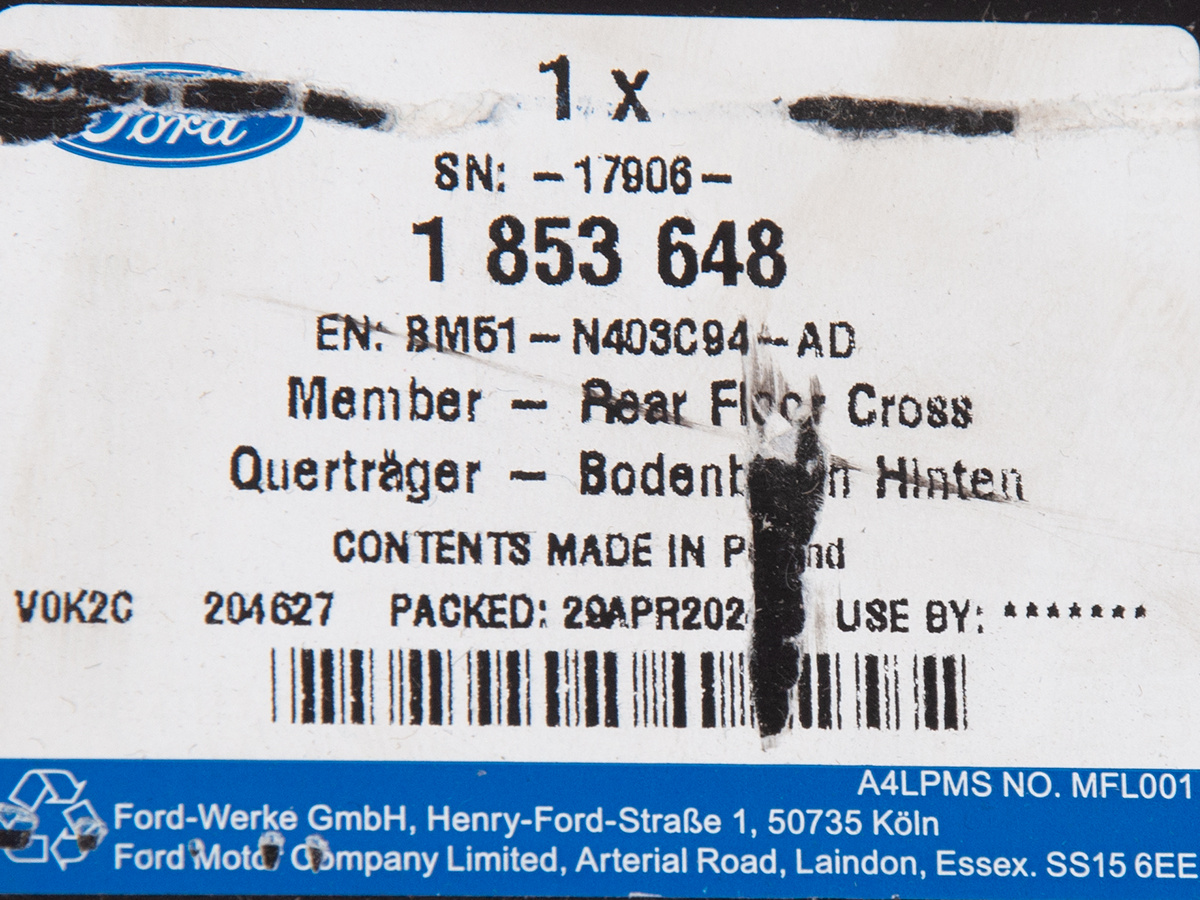 Ford
1 x
SN: -17906-
1 853 648
EN: BM51-N403C94-AD
Member - Rear Floor Cross
Querträger - Hinten
CONTENTS MADE IN
V0K2C 204627 PACKED: USE BY: *******
A4LPMS NO. MFL001
Ford-Werke GmbH, Henry-Ford-Straße 1, 50735 Köln
Ford Motor Company Limited, Arterial Road, Laindon, Essex. SS15 6EE